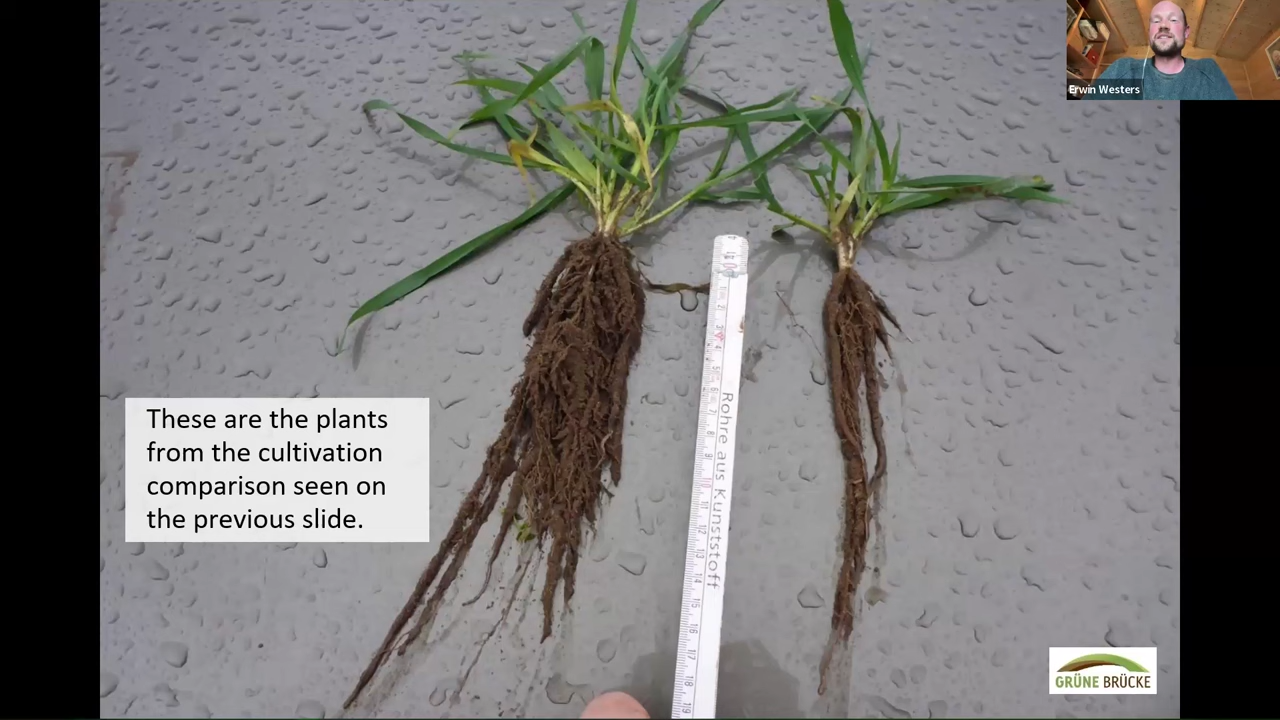 Erwin Westers
These are the plants
from the cultivation
comparison seen on
the previous slide.
Rohre aus Kunststoff
GRÜNE BRÜCKE